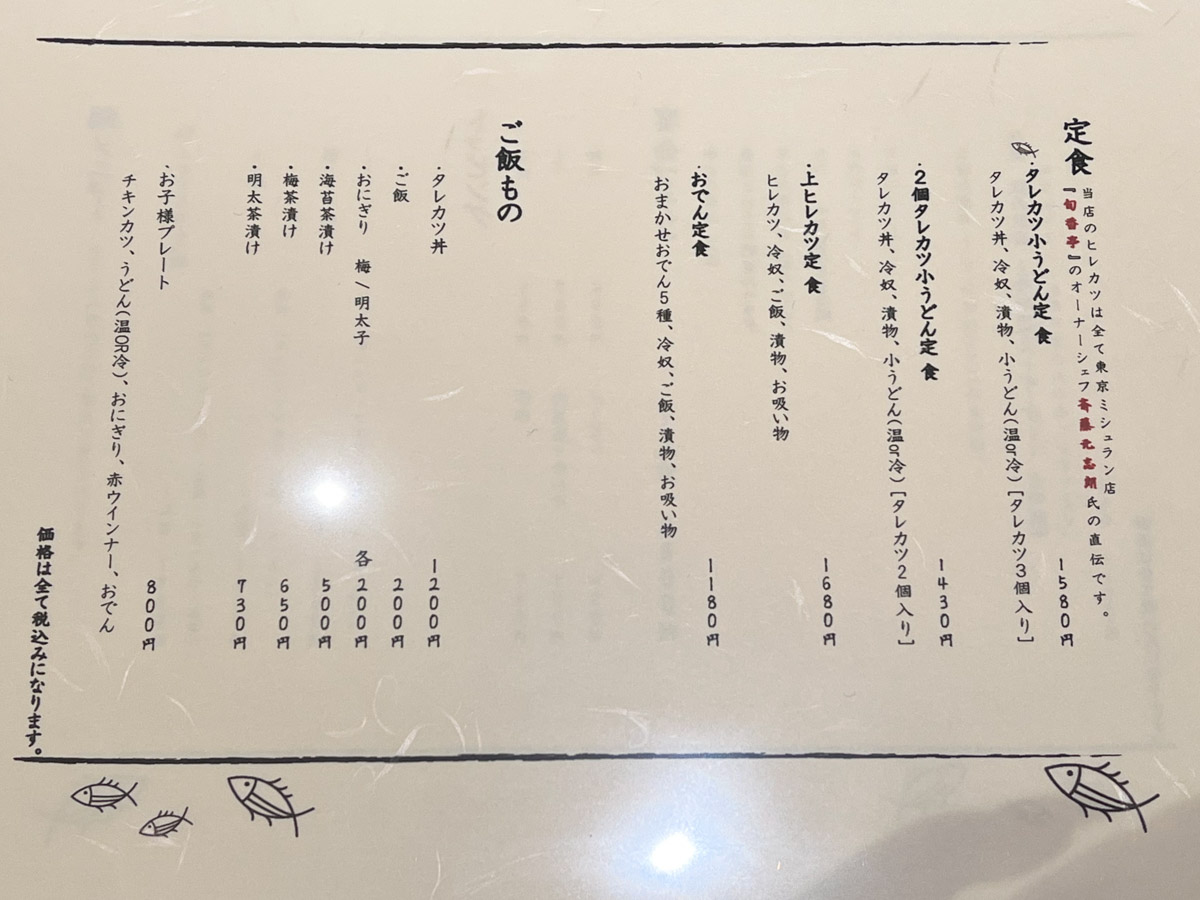 定食
当店のヒレカツは全て東京ミシュラン店
『旬香亭』のオーナーシェフ斉藤元志郎氏の直伝です。
・タレカツ小うどん定食 1580円
タレカツ丼、冷奴、漬物、小うどん(温or冷)[タレカツ3個入り]
・2個タレカツ小うどん定食 1430円
タレカツ丼、冷奴、漬物、小うどん(温or冷)[タレカツ2個入り]
・上ヒレカツ定食 1680円
ヒレカツ、冷奴、ご飯、漬物、お吸い物
・おでん定食 1180円
おまかせおでん5種、冷奴、ご飯、漬物、お吸い物
ご飯もの
・タレカツ丼 1200円
・ご飯 200円
・おにぎり 梅/明太子 各200円
・海苔茶漬け 500円
・梅茶漬け 650円
・明太茶漬け 730円
・お子様プレート 800円
チキンカツ、うどん(温OR冷)、おにぎり、赤ウインナー、おでん
価格は全て税込みになります。